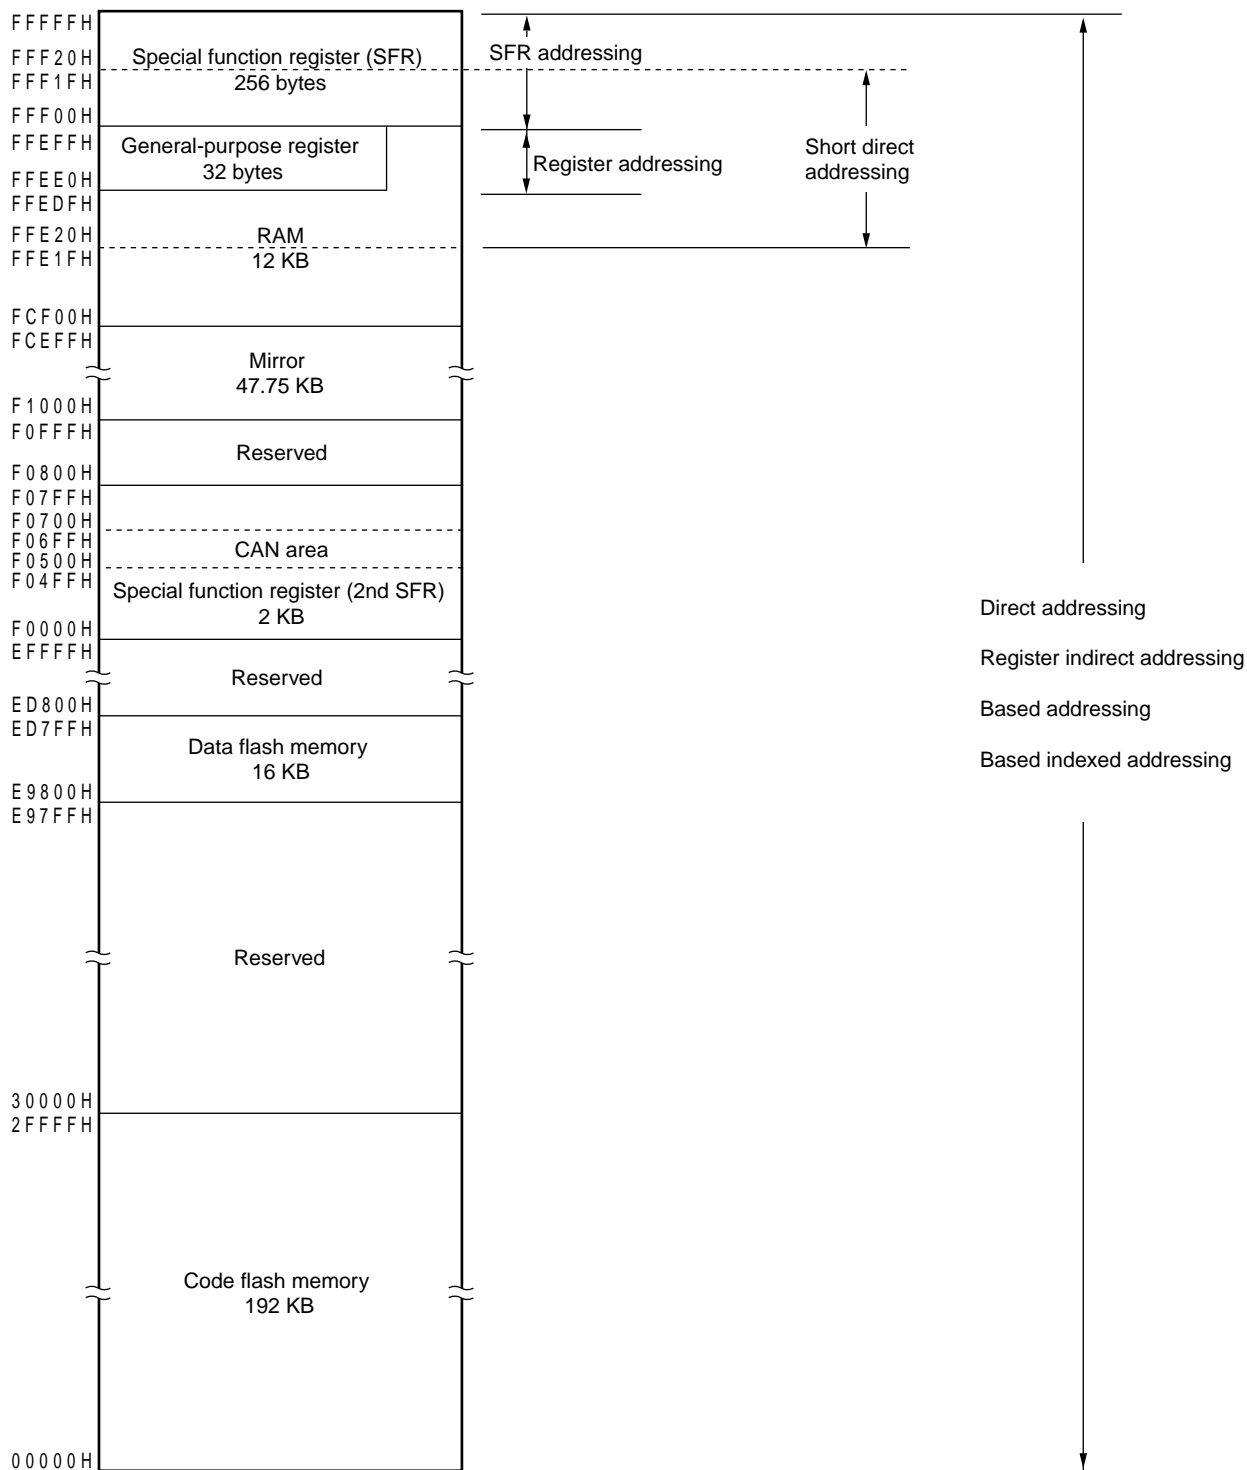 FFFFFH
FFF20H
Special function register (SFR)
SFR addressing
FFF1FH
256 bytes
FFF00H
FFEFFH
General-purpose register
32 bytes
Register addressing
Short direct
addressing
FFEE0H
FFEDFH
FFE20H
RAM
FFE1FH
12 KB
FCF00H
FCEFFH
Mirror
47.75 KB
F1000H
F0FFFH
Reserved
F0800H
F07FFH
F0700H
F06FFH
CAN area
F0500H
F04FFH
Special function register (2nd SFR)
2 KB
Direct addressing
F0000H
EFFFFH
Register indirect addressing
Reserved
ED800H
Based addressing
ED7FFH
Data flash memory
16 KB
Based indexed addressing
E9800H
E97FFH
Reserved
30000H
2FFFFH
Code flash memory
192 KB
00000H